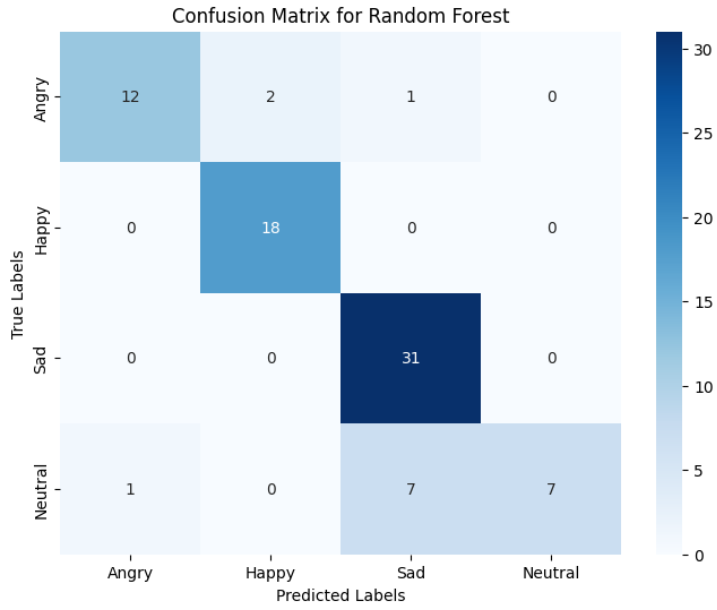 Confusion Matrix for Random Forest
True Labels
Angry
12 2 1 0
Happy
0 18 0 0
Sad
0 0 31 0
Neutral
1 0 7 7
Angry Happy Sad Neutral
Predicted Labels
30
25
20
15
10
5
0